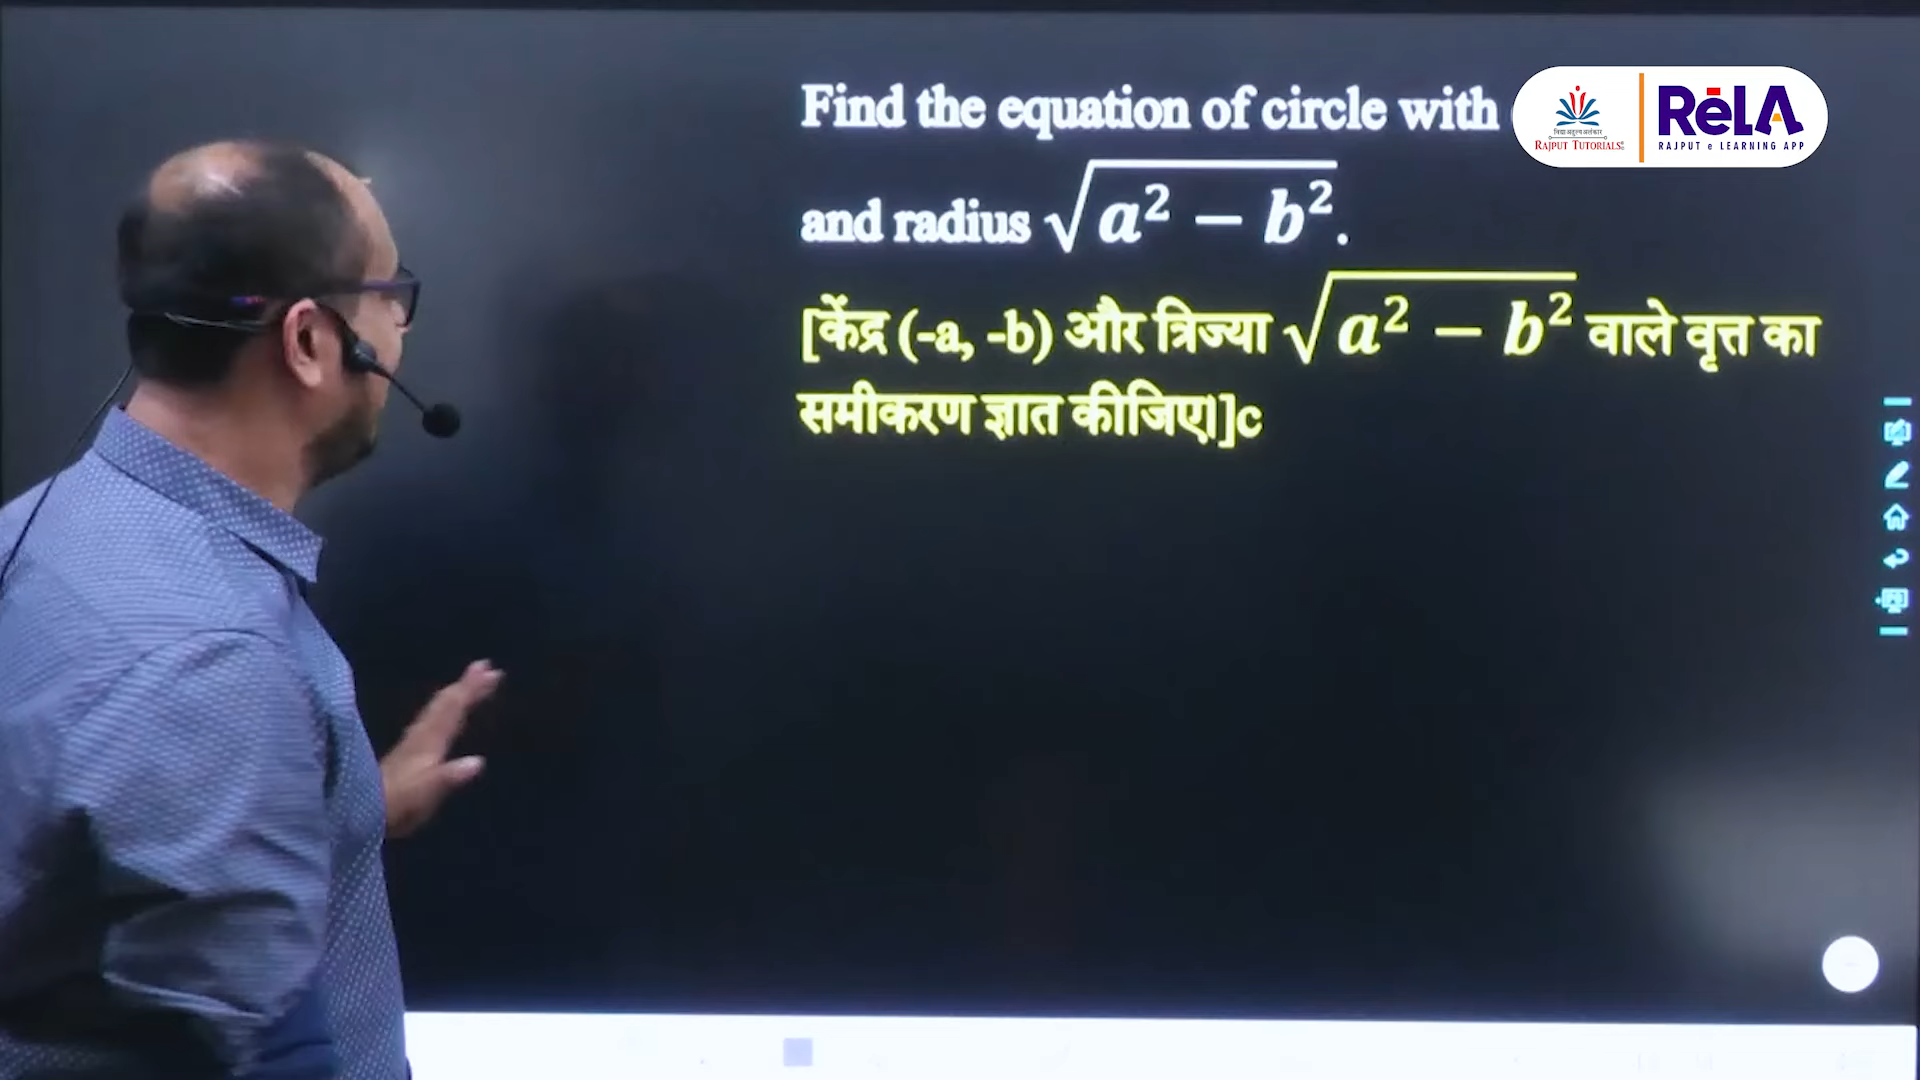 Find the equation of circle with
and radius √a² − b².
[केंद्र (-a, -b) और त्रिज्या √a² − b² वाले वृत्त का
समीकरण ज्ञात कीजिए।]c
RAJPUT TUTORIALS
RēLA
RAJPUT e LEARNING APP